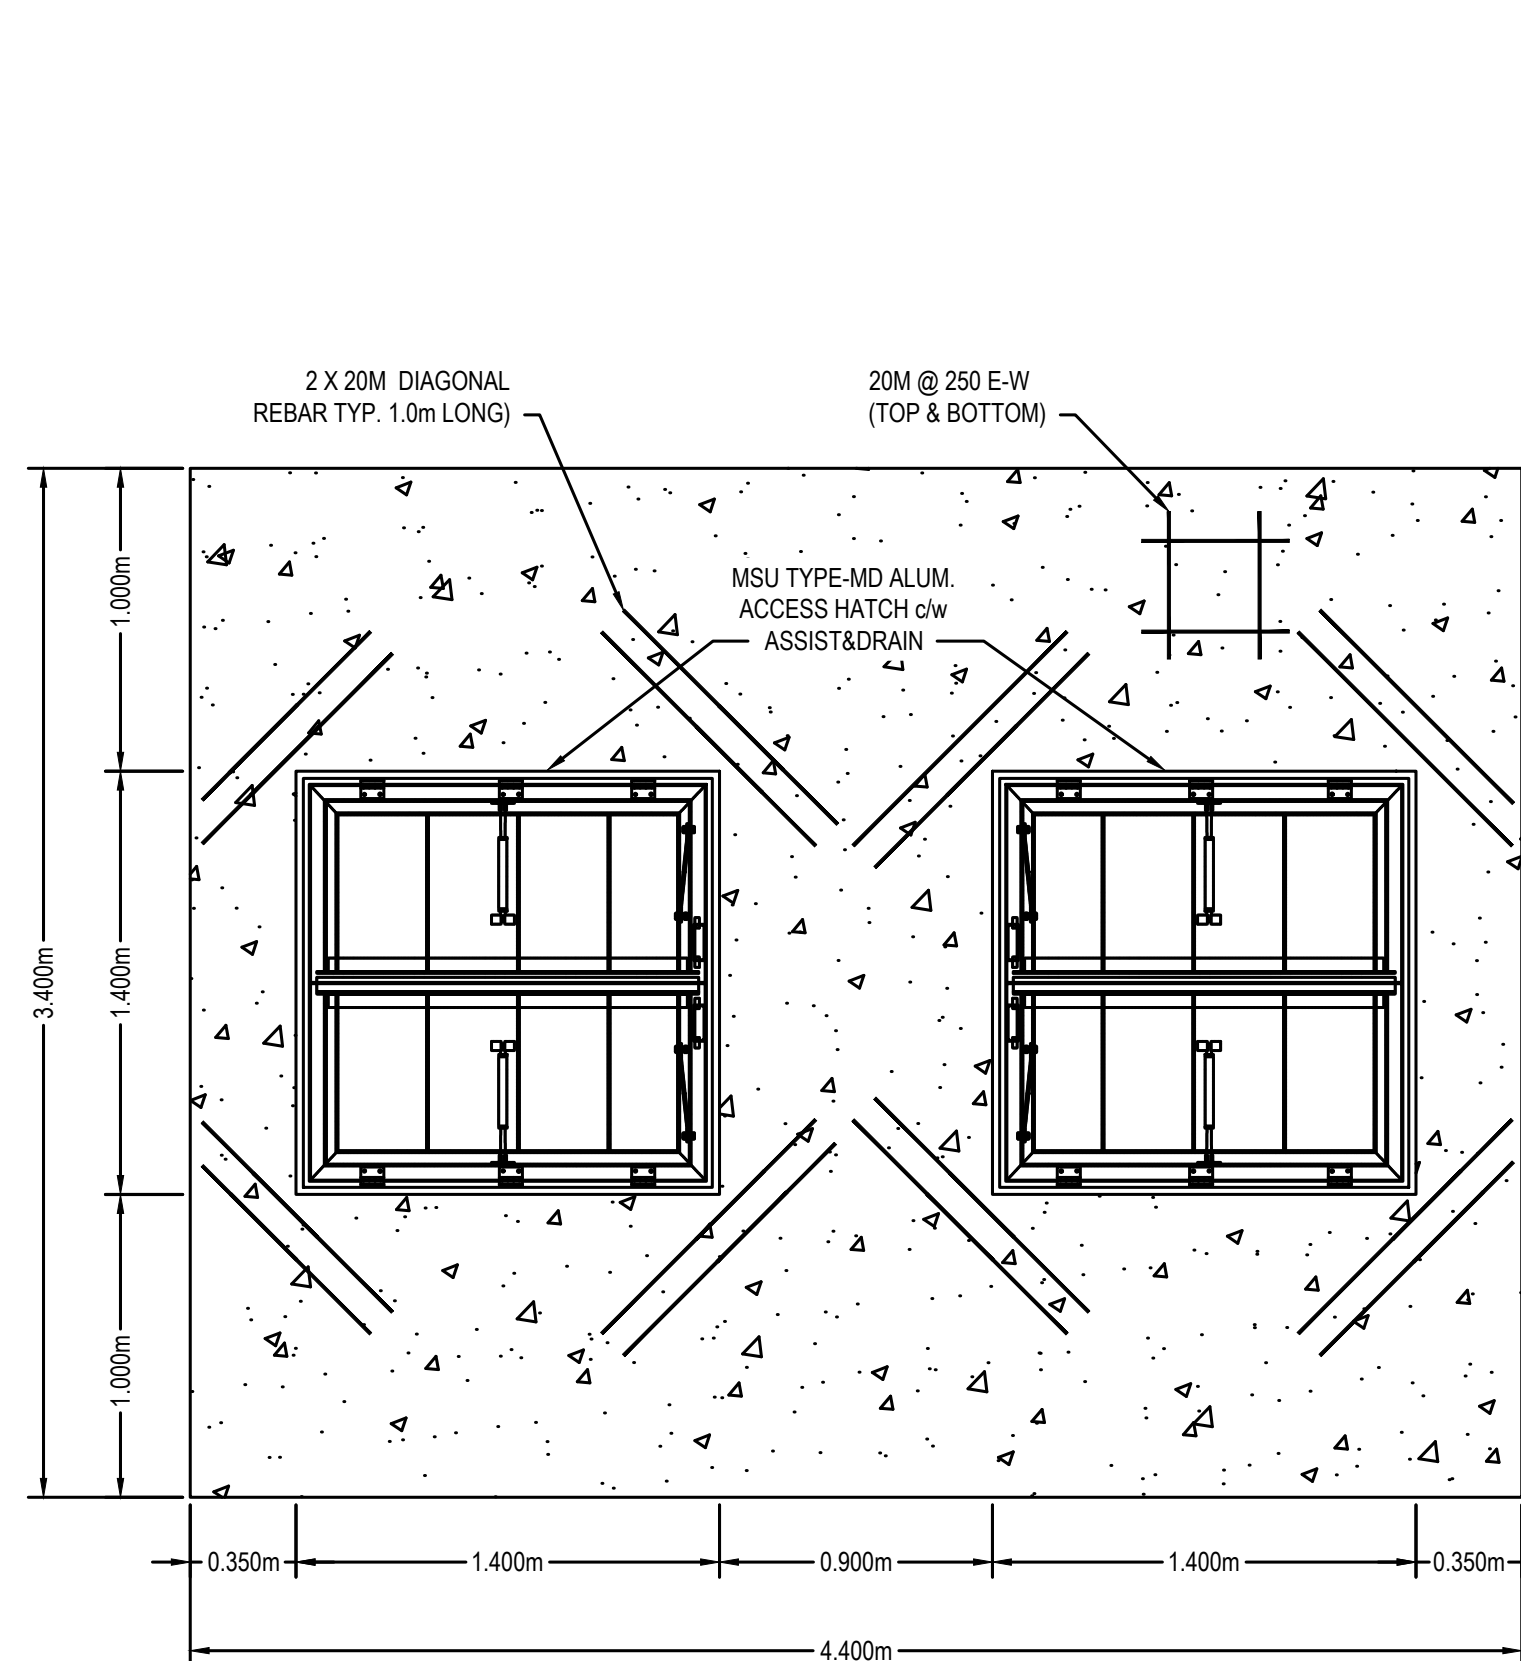 2 X 20M  DIAGONAL
REBAR TYP. 1.0m LONG)
20M @ 250 E-W
(TOP & BOTTOM)
MSU TYPE-MD ALUM.
ACCESS HATCH c/w
ASSIST&DRAIN
1.000m
3.400m
1.400m
1.000m
0.350m
1.400m
0.900m
1.400m
0.350m
4.400m